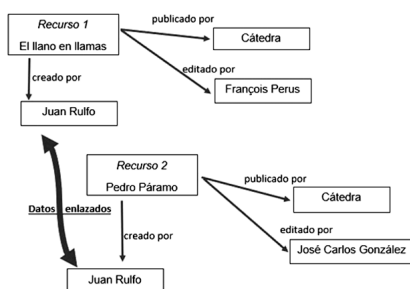 Recurso 1
El llano en llamas
publicado por
Cátedra
editado por
François Perus
creado por
Juan Rulfo
Recurso 2
Pedro Páramo
publicado por
Cátedra
Datos enlazados
creado por
editado por
José Carlos González
Juan Rulfo